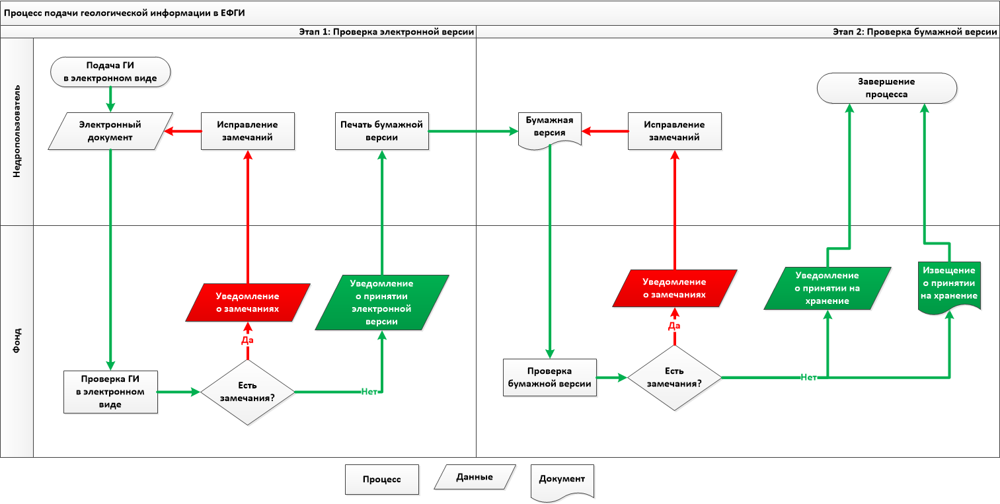 Процесс подачи геологической информации в ЕФГИ
Этап 1: Проверка электронной версии
Этап 2: Проверка бумажной версии
Недропользователь
Подача ГИ
в электронном виде
Электронный
документ
Исправление
замечаний
Печать бумажной
версии
Бумажная
версия
Исправление
замечаний
Завершение
процесса
Фонд
Уведомление
о замечаниях
Уведомление
о принятии
электронной
версии
Да
Проверка ГИ
в электронном
виде
Есть
замечания?
Нет
Уведомление
о замечаниях
Уведомление
о принятии на
хранение
Извещение
о принятии
на хранение
Да
Проверка
бумажной версии
Есть
замечания?
Нет
Процесс
Данные
Документ